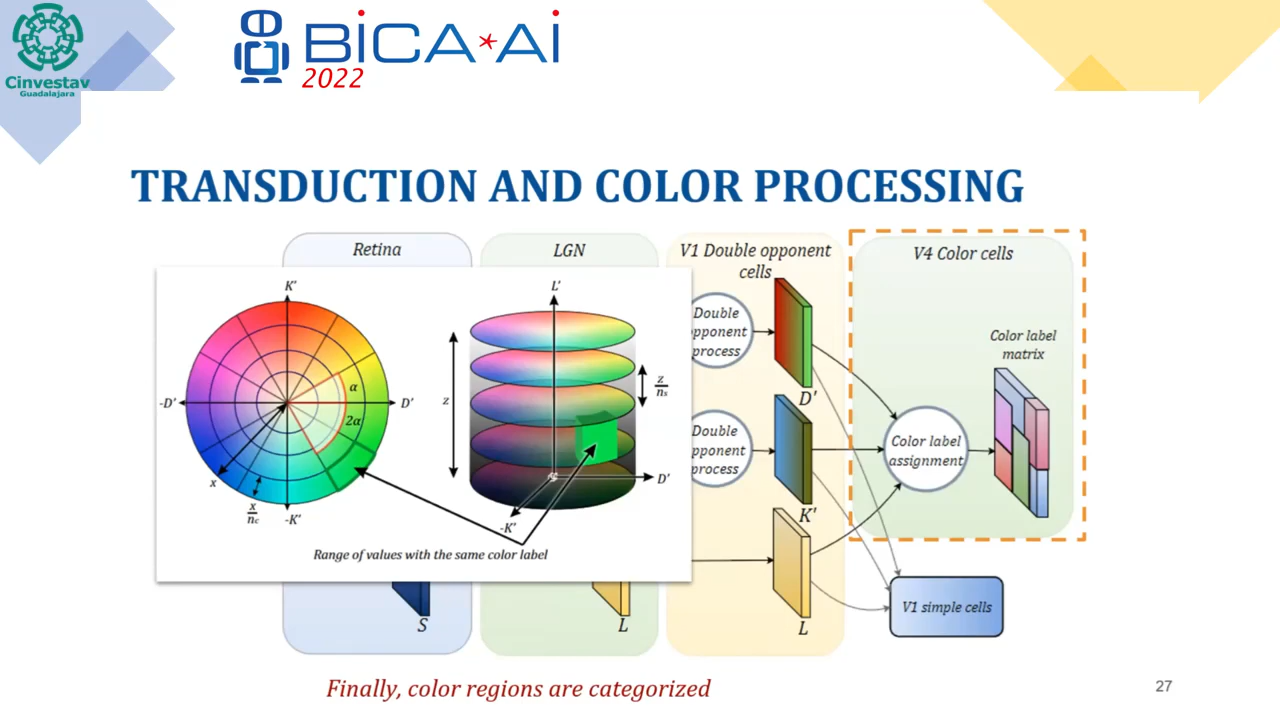 Cinvestav
Guadalajara
BiCA*Ai
2022
TRANSDUCTION AND COLOR PROCESSING
Retina
LGN
V1 Double opponent
cells
V4 Color cells
K'
-D'
D'
α
2α
x
x
nc
-K'
L'
z
z
ns
D'
-K'
Range of values with the same color label
Double
opponent
process
D'
Double
opponent
process
K'
Color label
assignment
Color label
matrix
S
L
L
V1 simple cells
Finally, color regions are categorized
27